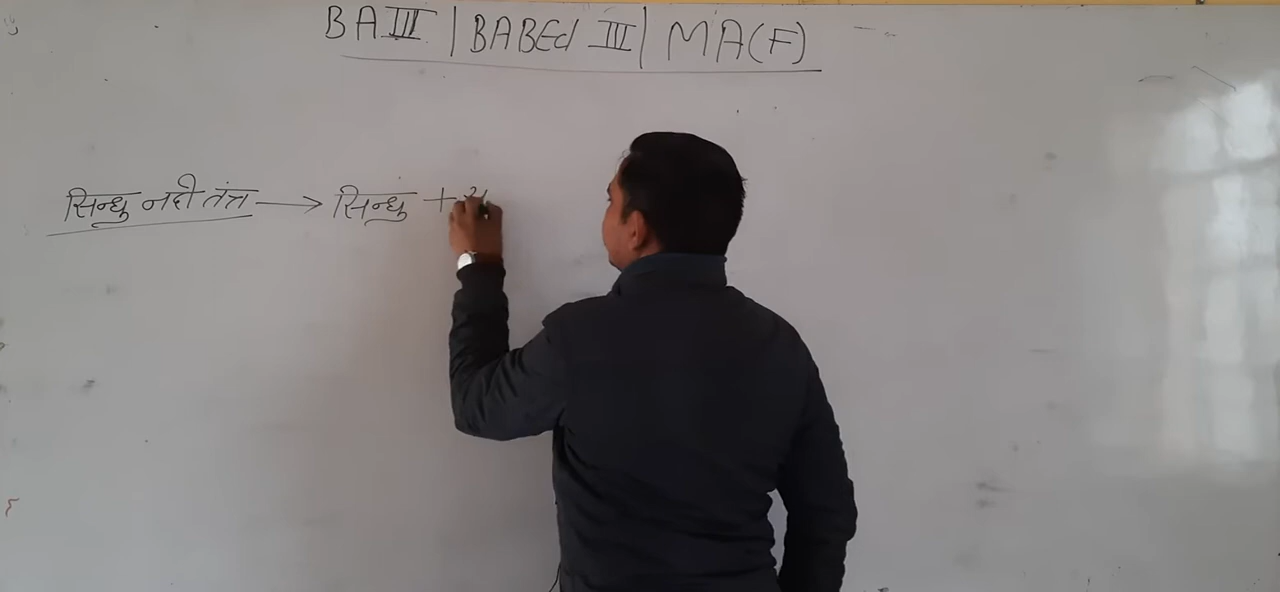 BA III | BABEd III | MA(F)
सिन्धु नदी तंत्र → सिन्धु +